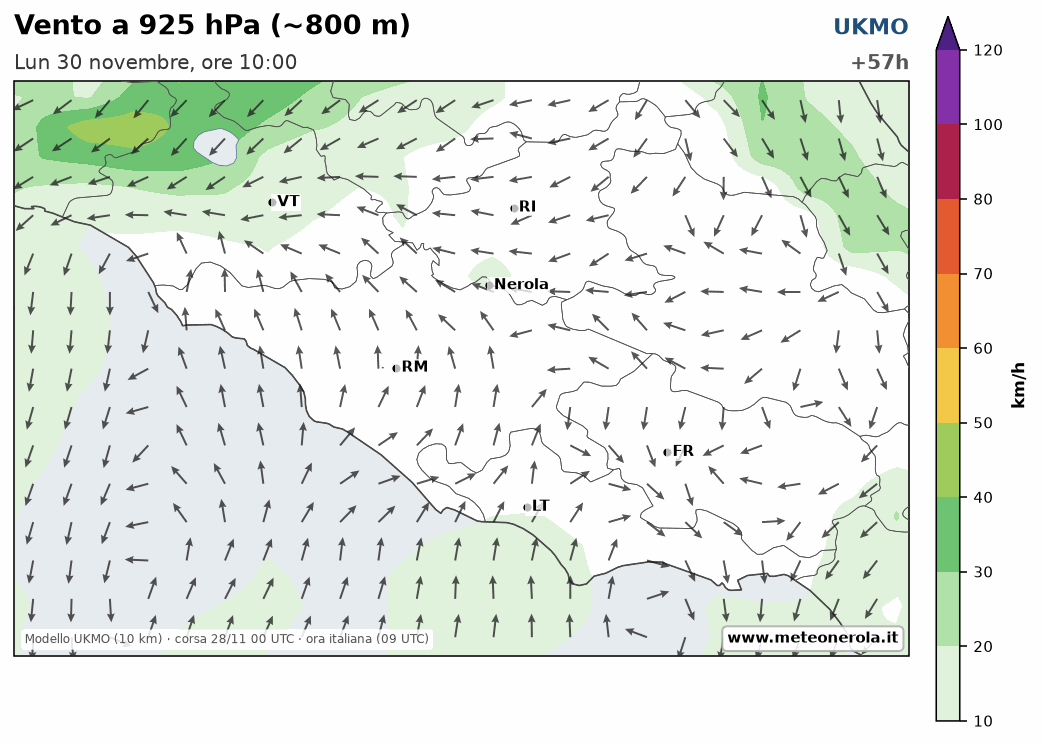 Vento a 925 hPa (~800 m)
UKMO
Lun 30 novembre, ore 10:00
+57h
VT
RI
Nerola
RM
FR
LT
Modello UKMO (10 km) · corsa 28/11 00 UTC · ora italiana (09 UTC)
www.meteonerola.it
120
100
80
70
60
50
40
30
20
10
km/h